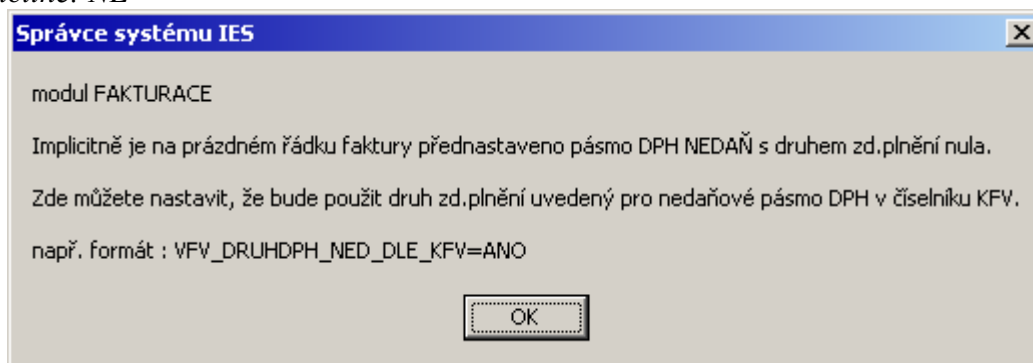 Správce systému IES
modul FAKTURACE
Implicitně je na prázdném řádku faktury přednastaveno pásmo DPH NEDAŇ s druhem zd.plnění nula.
Zde můžete nastavit, že bude použit druh zd.plnění uvedený pro nedaňové pásmo DPH v číselníku KFV.
např. formát : VFV_DRUHDPH_NED_DLE_KFV=ANO
OK